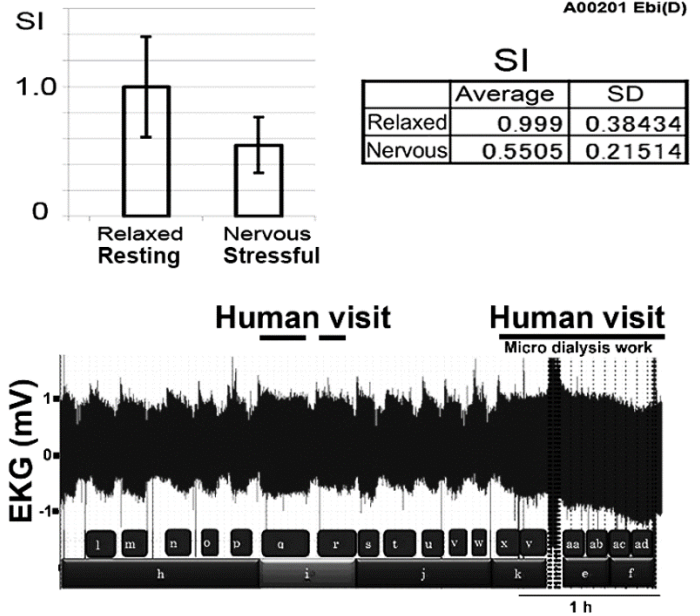 A00201 Ebi(D)
SI
1.0
0
Relaxed
Resting
Nervous
Stressful
SI
Average SD
Relaxed 0.999 0.38434
Nervous 0.5505 0.21514
Human visit
Human visit
Micro dialysis work
EKG (mV)
1
0
-1
l m n o p q r s t u v w x v aa ab ac ad
h i j k e f
1 h